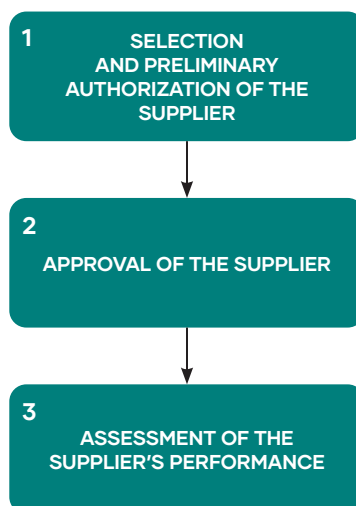 1
SELECTION
AND PRELIMINARY
AUTHORIZATION OF THE
SUPPLIER
2
APPROVAL OF THE SUPPLIER
3
ASSESSMENT OF THE
SUPPLIER’S PERFORMANCE